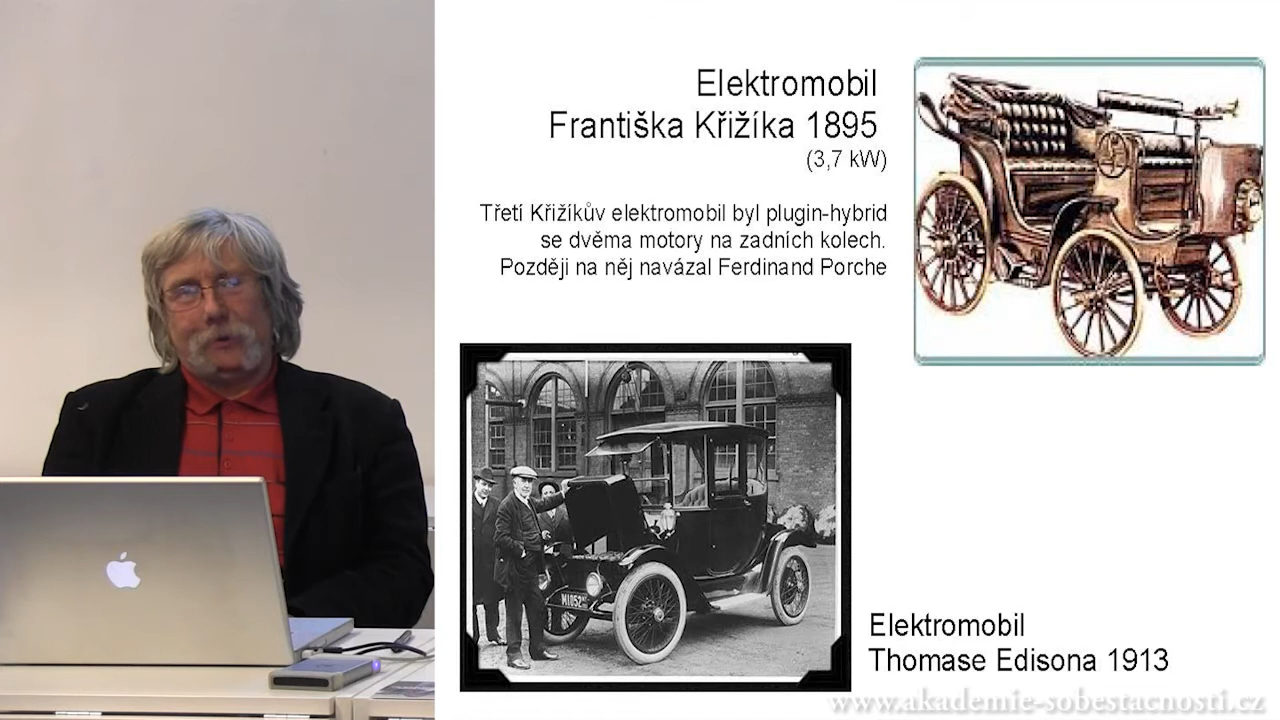 Elektromobil
Františka Křižíka 1895
(3,7 kW)
Třetí Křižíkův elektromobil byl plugin-hybrid
se dvěma motory na zadních kolech.
Později na něj navázal Ferdinand Porche
Elektromobil
Thomase Edisona 1913
www.akademie-sobestacnosti.cz